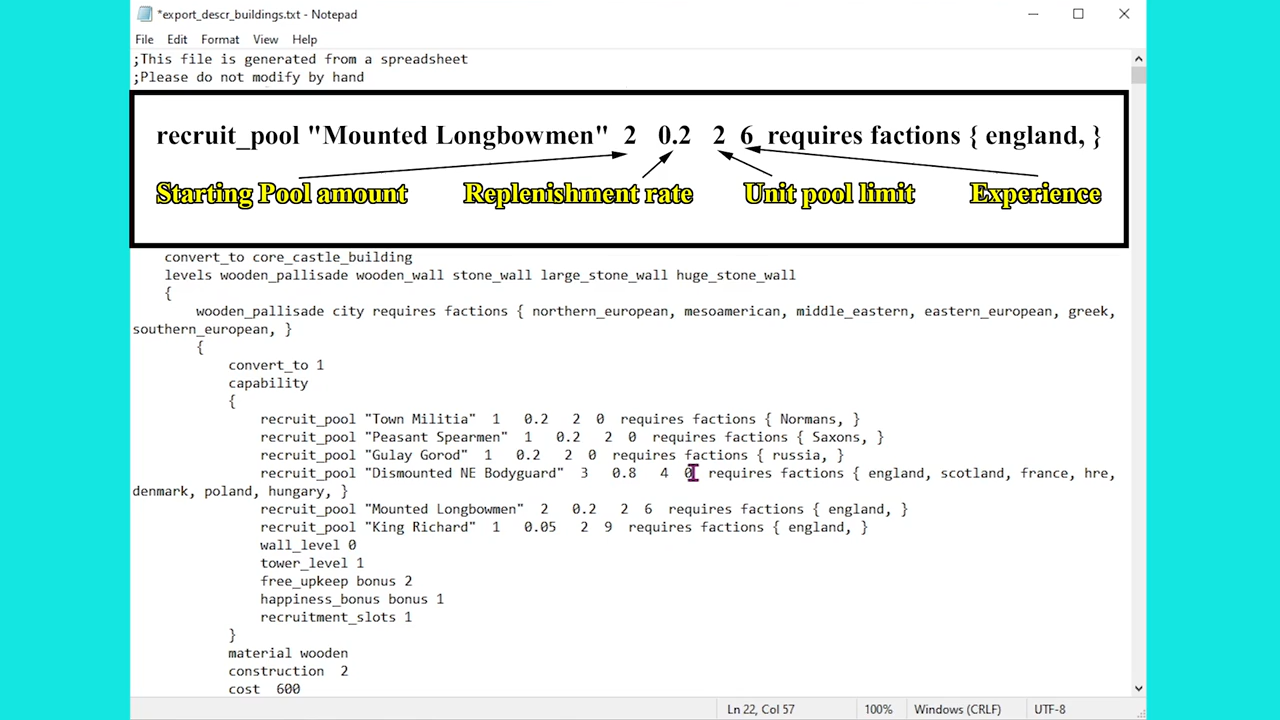 *export_descr_buildings.txt - Notepad
File Edit Format View Help
;This file is generated from a spreadsheet
;Please do not modify by hand
recruit_pool "Mounted Longbowmen" 2 0.2 2 6 requires factions { england, }
Starting Pool amount Replenishment rate Unit pool limit Experience
convert_to core_castle_building
levels wooden_pallisade wooden_wall stone_wall large_stone_wall huge_stone_wall
{
wooden_pallisade city requires factions { northern_european, mesoamerican, middle_eastern, eastern_european, greek,
southern_european, }
{
convert_to 1
capability
{
recruit_pool "Town Militia" 1 0.2 2 0 requires factions { Normans, }
recruit_pool "Peasant Spearmen" 1 0.2 2 0 requires factions { Saxons, }
recruit_pool "Gulay Gorod" 1 0.2 2 0 requires factions { russia, }
recruit_pool "Dismounted NE Bodyguard" 3 0.8 4 0 requires factions { england, scotland, france, hre,
denmark, poland, hungary, }
recruit_pool "Mounted Longbowmen" 2 0.2 2 6 requires factions { england, }
recruit_pool "King Richard" 1 0.05 2 9 requires factions { england, }
wall_level 0
tower_level 1
free_upkeep bonus 2
happiness_bonus bonus 1
recruitment_slots 1
}
material wooden
construction 2
cost 600
Ln 22, Col 57 100% Windows (CRLF) UTF-8